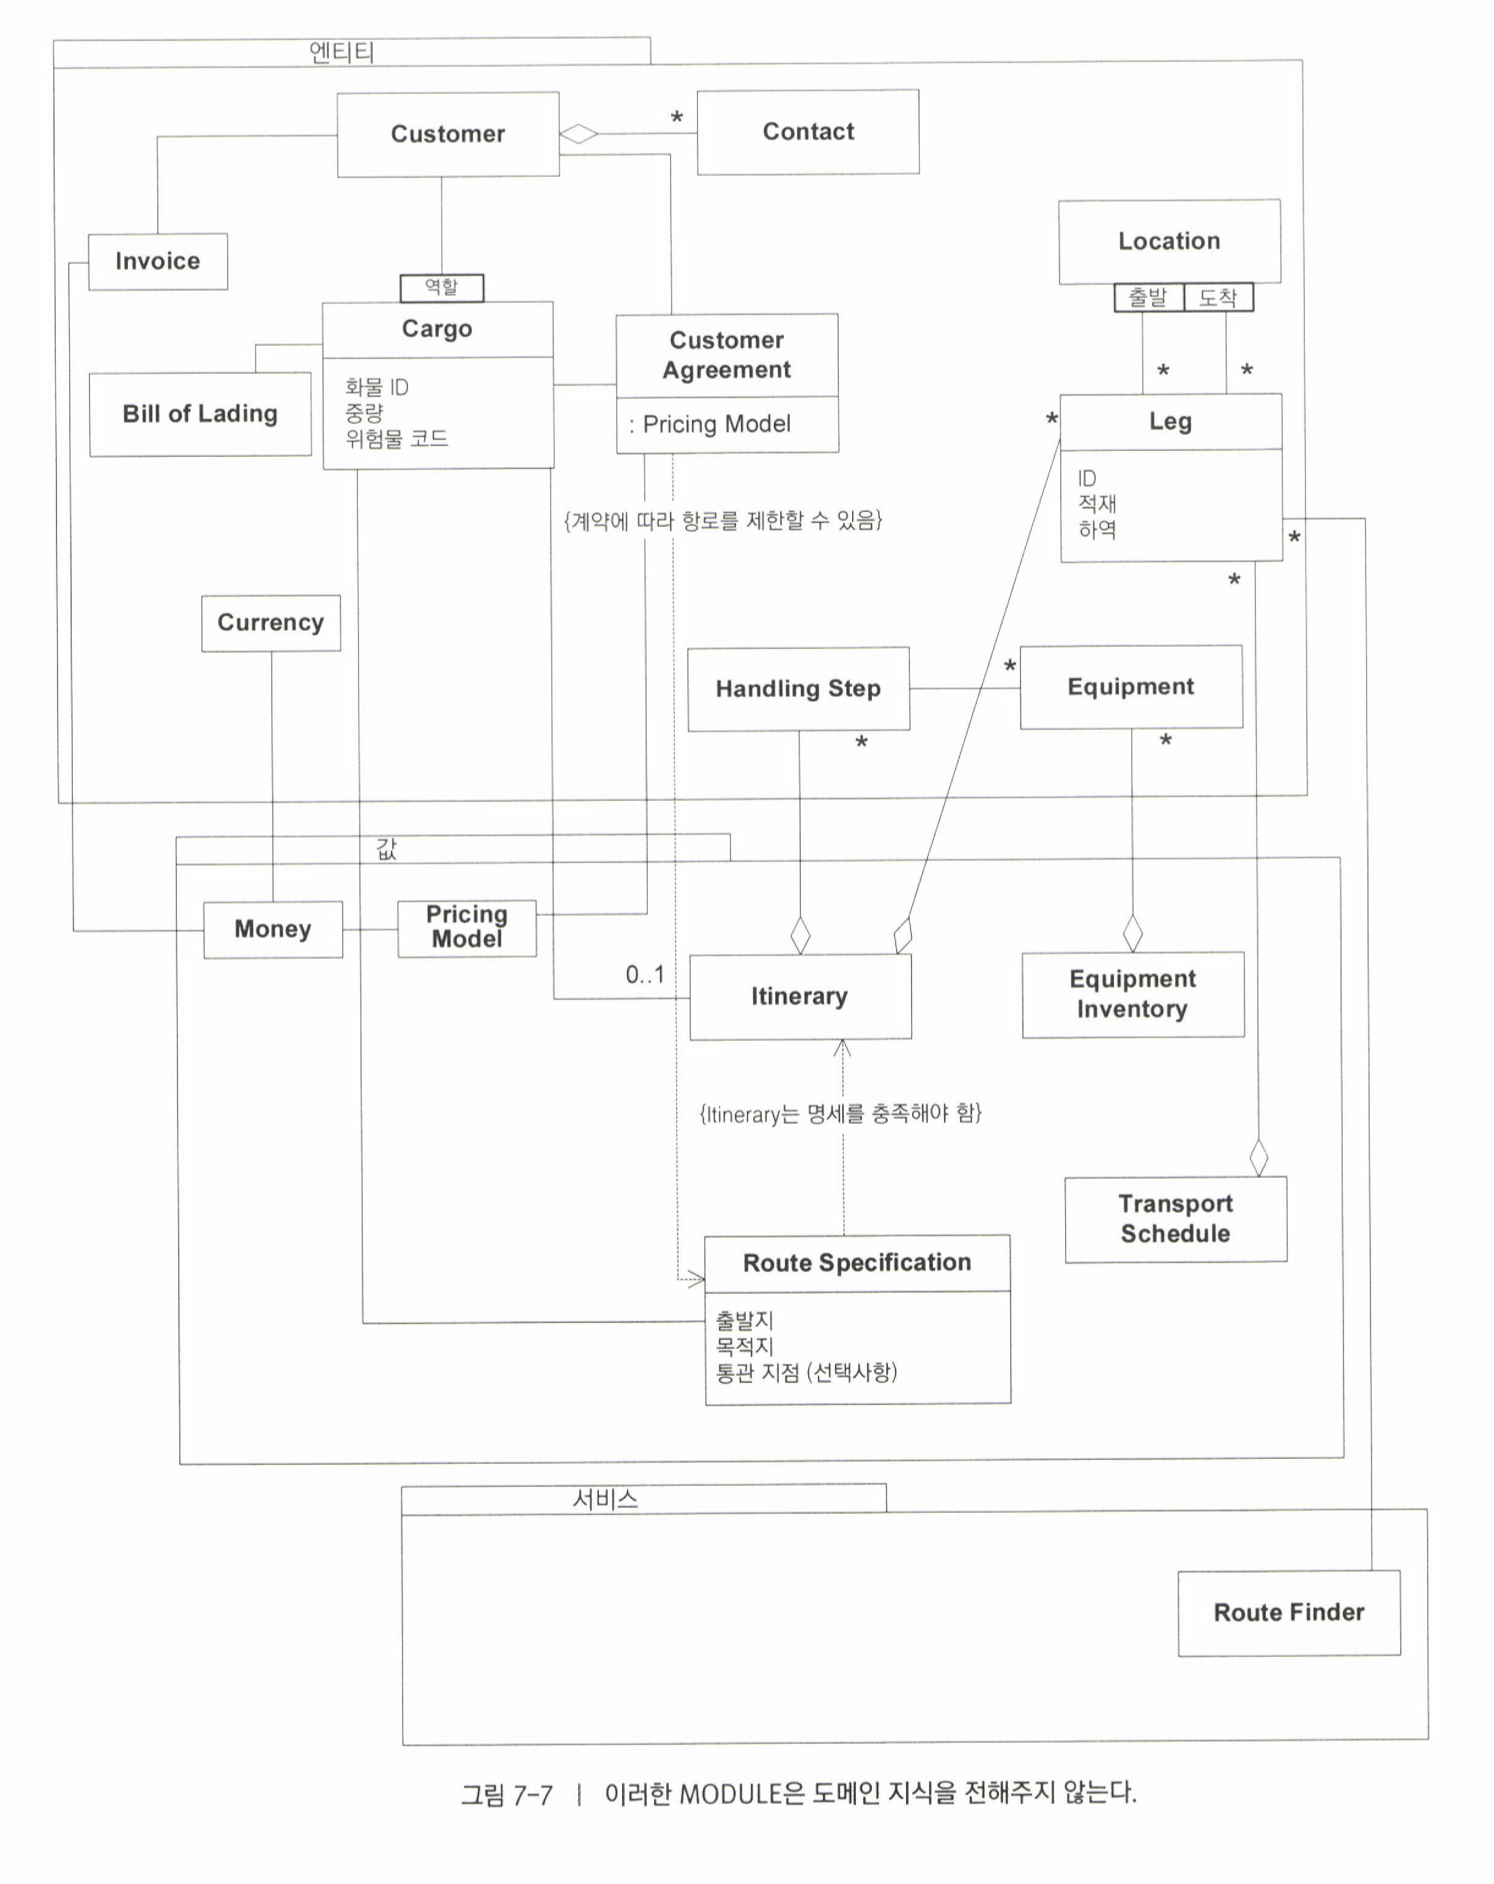 엔티티
Customer
*
Contact
Location
출발
도착
Invoice
역할
Cargo
화물 ID
중량
위험물 코드
Customer
Agreement
: Pricing Model
Bill of Lading
*
*
*
Leg
ID
적재
하역
*
*
{계약에 따라 항로를 제한할 수 있음}
Currency
Handling Step
*
*
Equipment
*
값
Money
Pricing
Model
0..1
Itinerary
Equipment
Inventory
{Itinerary는 명세를 충족해야 함}
Transport
Schedule
Route Specification
출발지
목적지
통관 지점 (선택사항)
서비스
Route Finder
그림 7-7 | 이러한 MODULE은 도메인 지식을 전해주지 않는다.